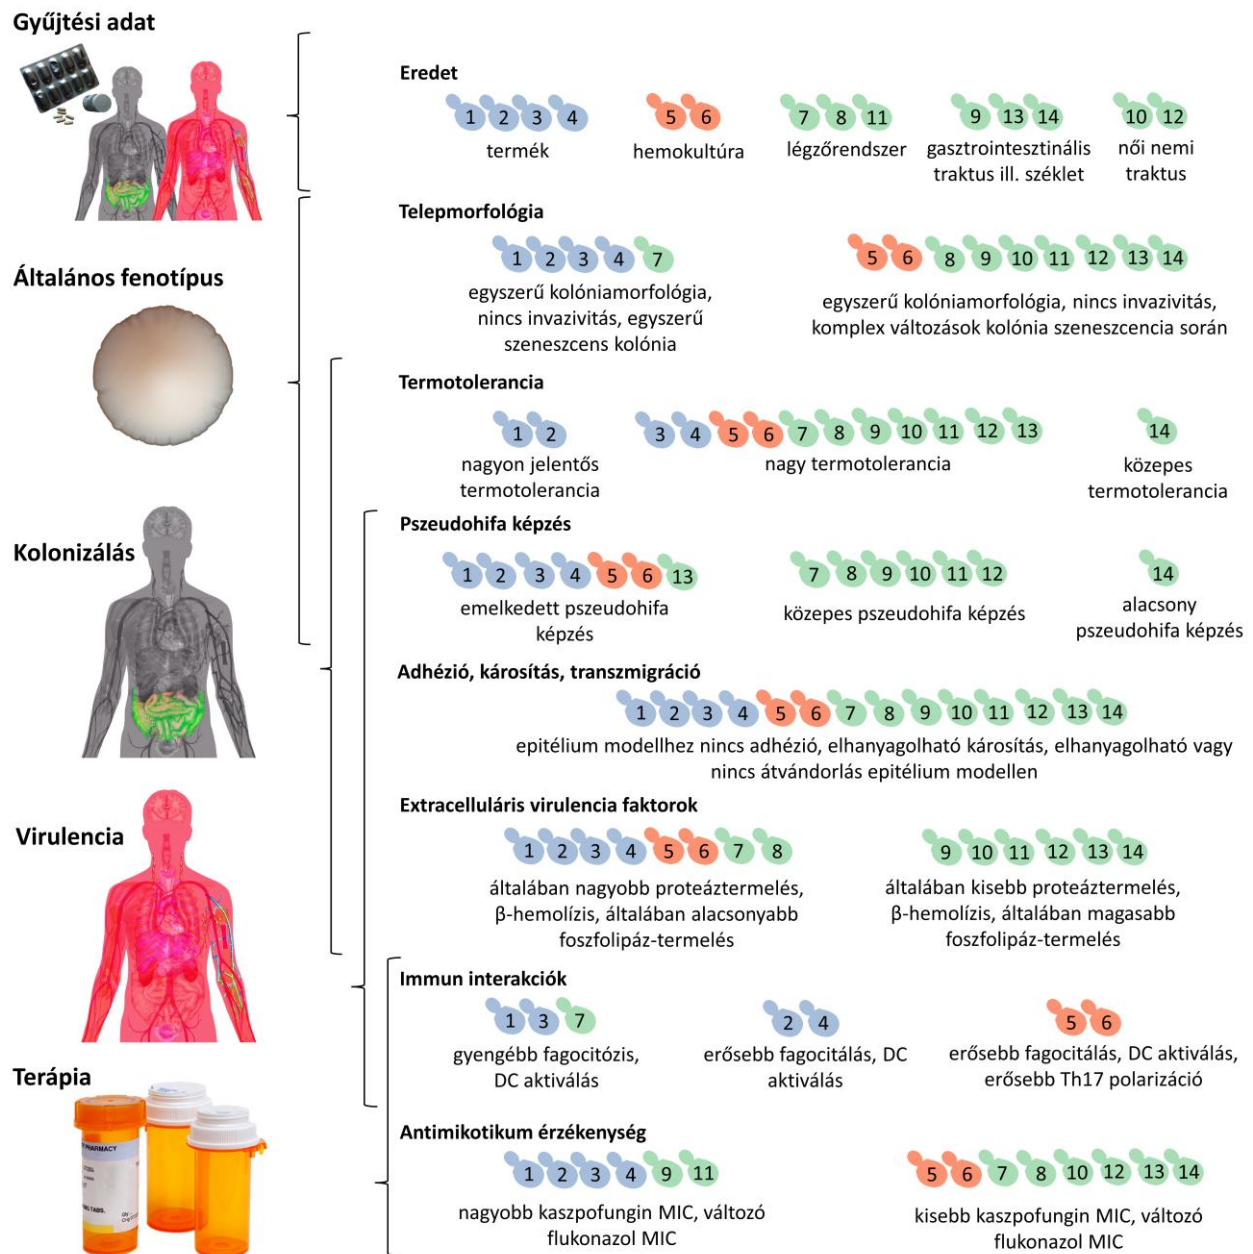 Gyűjtési adat
Eredet
1 2 3 4
termék
5 6
hemokultúra
7 8 11
légzőrendszer
9 13 14
gasztrointesztinális
traktus ill. széklet
10 12
női nemi
traktus
Általános fenotípus
Telepmorfológia
1 2 3 4 7
egyszerű kolóniamorfológia,
nincs invazivitás, egyszerű
szeneszcens kolónia
5 6 8 9 10 11 12 13 14
egyszerű kolóniamorfológia, nincs invazivitás,
komplex változások kolónia szeneszcencia során
Termotolerancia
1 2
nagyon jelentős
termotolerancia
3 4 5 6 7 8 9 10 11 12 13
nagy termotolerancia
14
közepes
termotolerancia
Kolonizálás
Pszeudohifa képzés
1 2 3 4 5 6 13
emelkedett pszeudohifa
képzés
7 8 9 10 11 12
közepes pszeudohifa képzés
14
alacsony
pszeudohifa képzés
Adhézió, károsítás, transzmigráció
1 2 3 4 5 6 7 8 9 10 11 12 13 14
epitélium modellhez nincs adhézió, elhanyagolható károsítás, elhanyagolható vagy
nincs átvándorlás epitélium modellen
Virulencia
Extracelluláris virulencia faktorok
1 2 3 4 5 6 7 8
általában nagyobb proteáztermelés,
β-hemolízis, általában alacsonyabb
foszfolipáz-termelés
9 10 11 12 13 14
általában kisebb proteáztermelés,
β-hemolízis, általában magasabb
foszfolipáz-termelés
Immun interakciók
1 3 7
gyengébb fagocitózis,
DC aktiválás
2 4
erősebb fagocitálás, DC
aktiválás
5 6
erősebb fagocitálás, DC aktiválás,
erősebb Th17 polarizáció
Terápia
PHARMACY
Antimikotikum érzékenység
1 2 3 4 9 11
nagyobb kaszpofungin MIC, változó
flukonazol MIC
5 6 7 8 10 12 13 14
kisebb kaszpofungin MIC, változó
flukonazol MIC